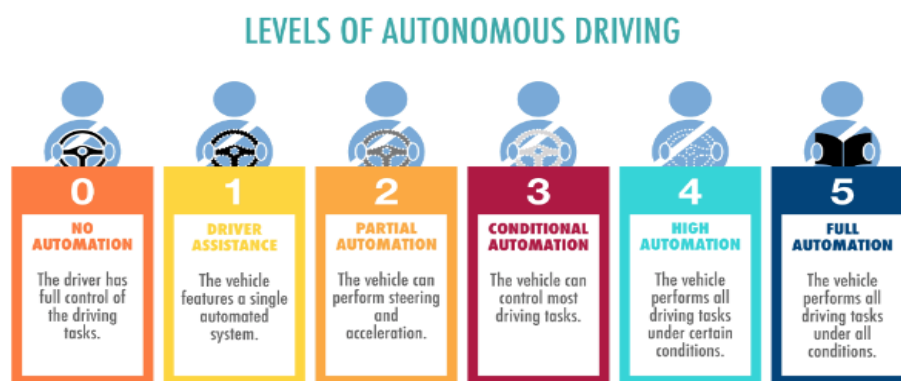 LEVELS OF AUTONOMOUS DRIVING
0
NO
AUTOMATION
The driver has
full control of
the driving
tasks.
1
DRIVER
ASSISTANCE
The vehicle
features a single
automated
system.
2
PARTIAL
AUTOMATION
The vehicle can
perform steering
and
acceleration.
3
CONDITIONAL
AUTOMATION
The vehicle can
control most
driving tasks.
4
HIGH
AUTOMATION
The vehicle
performs all
driving tasks
under certain
conditions.
5
FULL
AUTOMATION
The vehicle
performs all
driving tasks
under all
conditions.